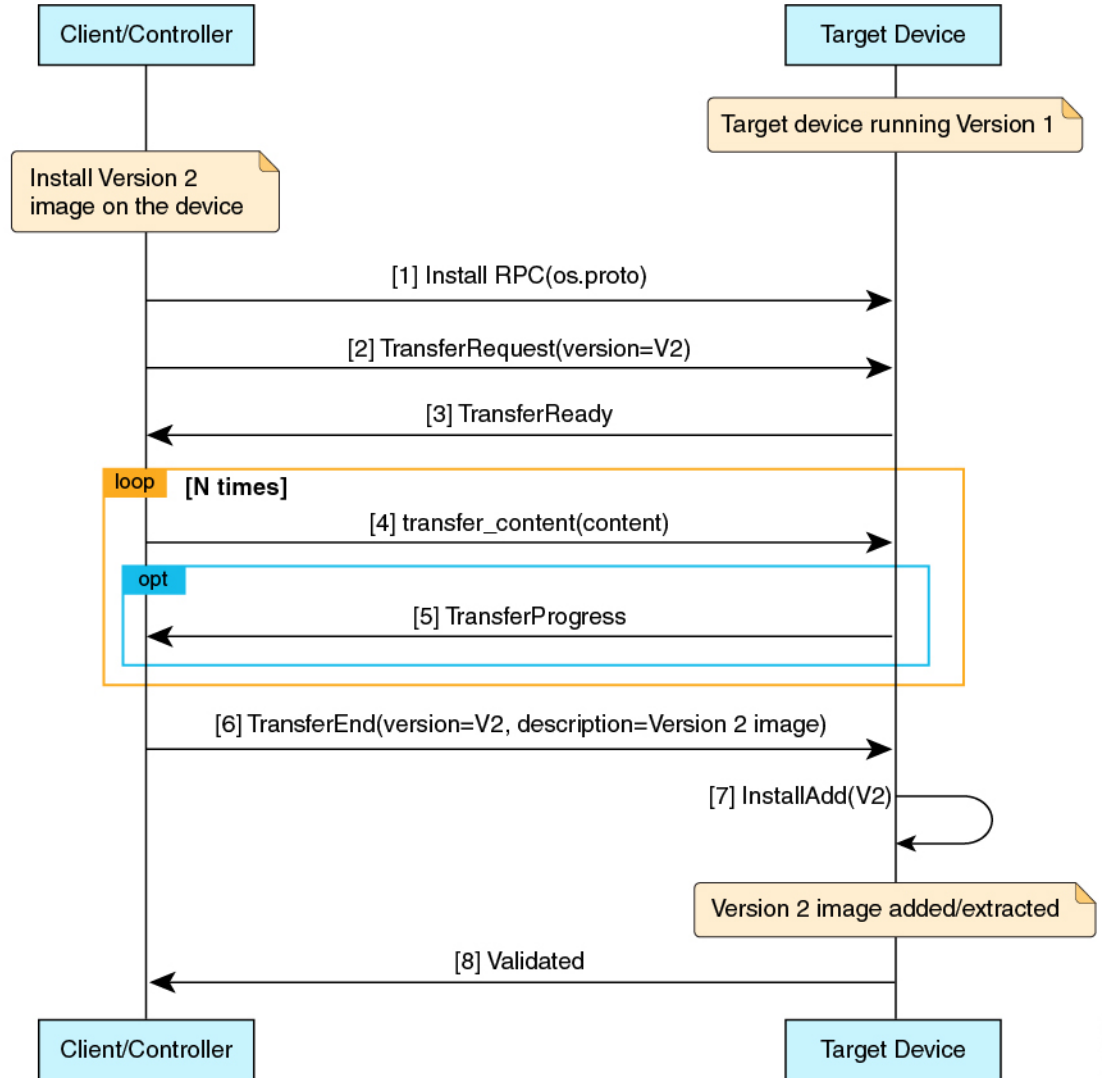 Client/Controller
Target Device
Target device running Version 1
Install Version 2
image on the device
[1] Install RPC(os.proto)
[2] TransferRequest(version=V2)
[3] TransferReady
loop
[N times]
[4] transfer_content(content)
opt
[5] TransferProgress
[6] TransferEnd(version=V2, description=Version 2 image)
[7] InstallAdd(V2)
Version 2 image added/extracted
[8] Validated
Client/Controller
Target Device